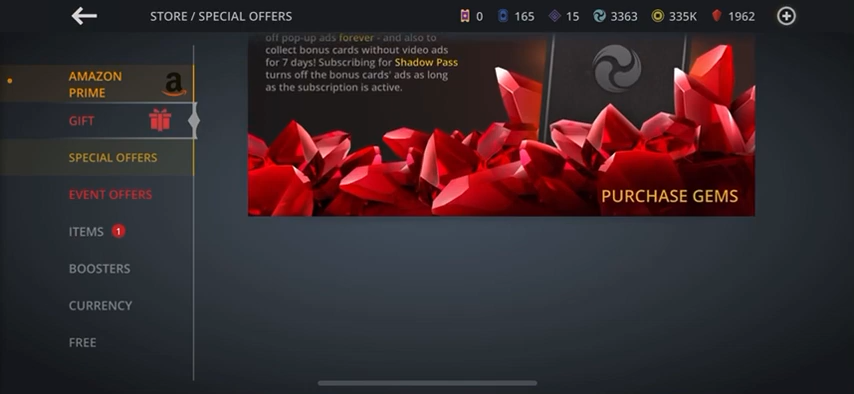 STORE / SPECIAL OFFERS
0
165
15
3363
335K
1962
AMAZON
PRIME
a
GIFT
SPECIAL OFFERS
EVENT OFFERS
ITEMS 1
BOOSTERS
CURRENCY
FREE
off pop-up ads forever - and also to
collect bonus cards without video ads
for 7 days! Subscribing for Shadow Pass
turns off the bonus cards' ads as long
as the subscription is active.
PURCHASE GEMS